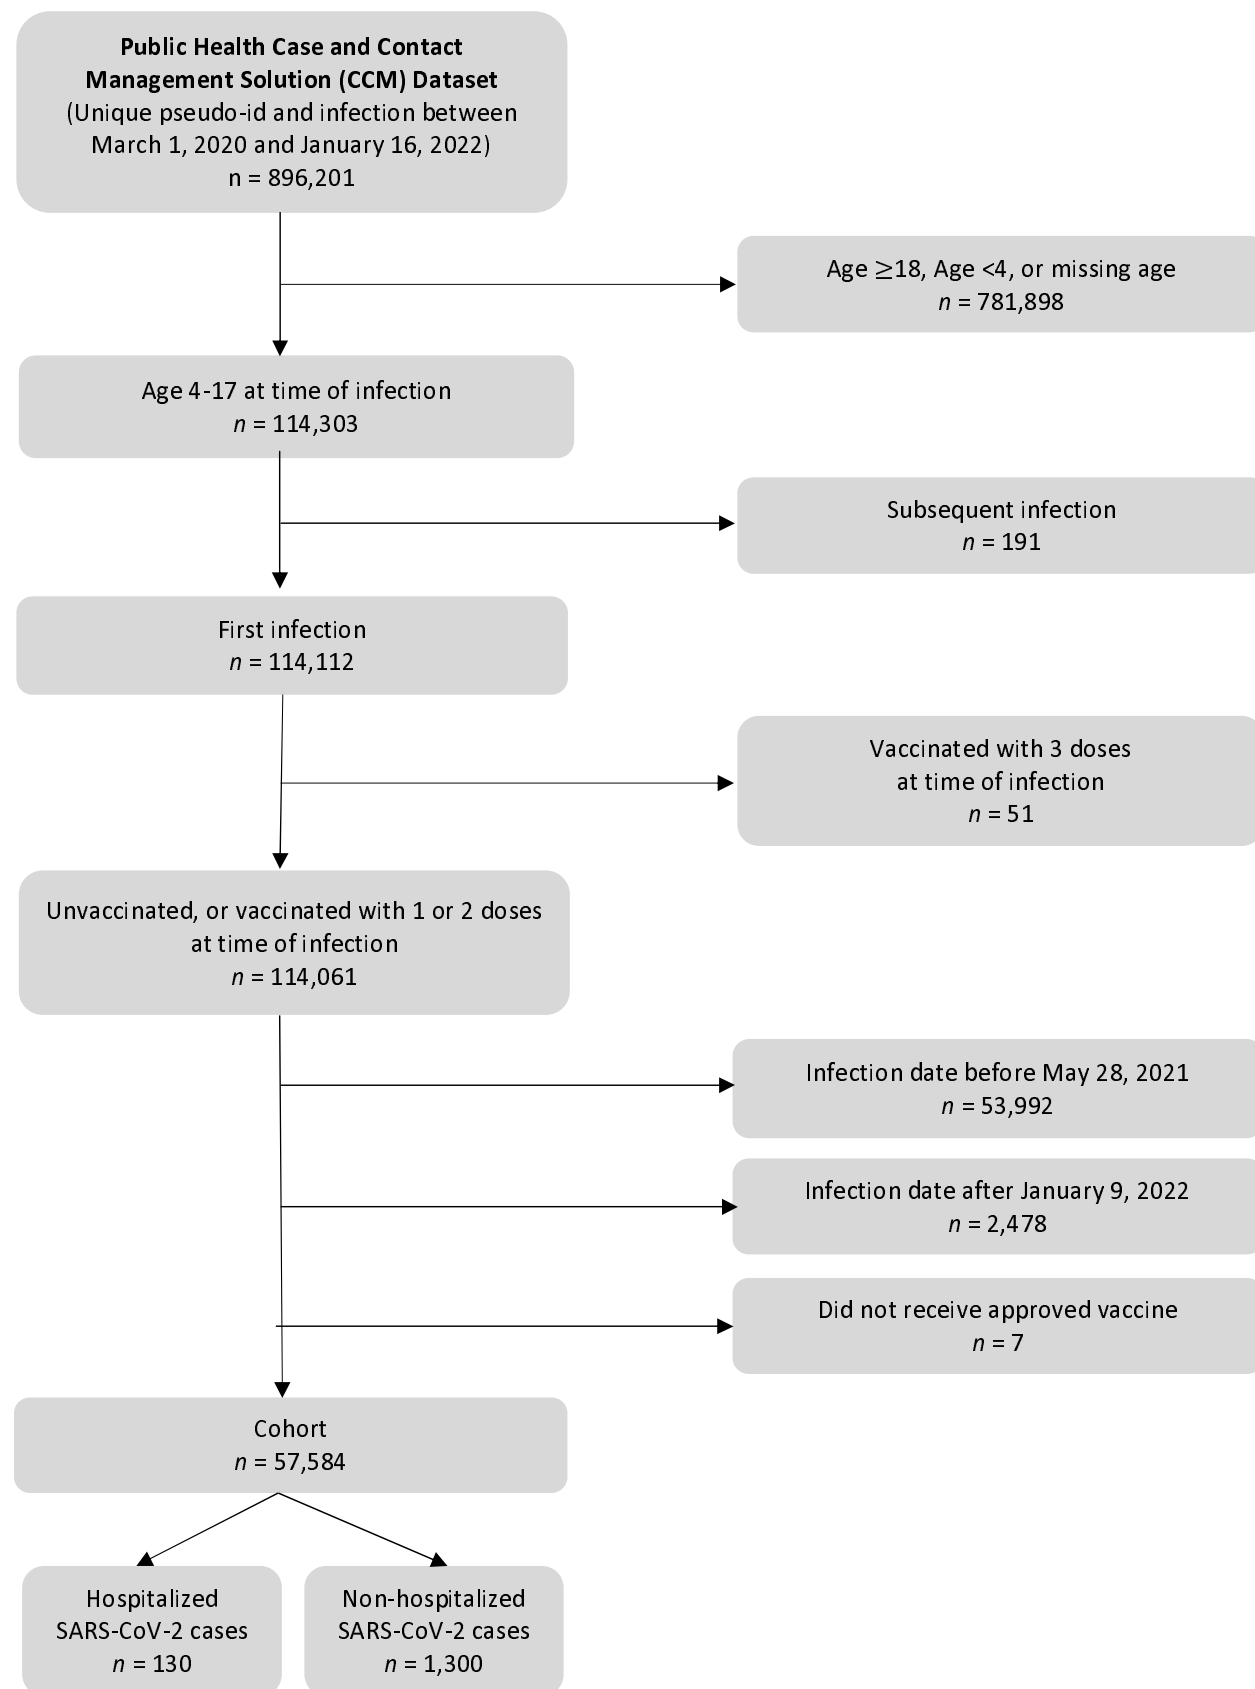 Public Health Case and Contact
Management Solution (CCM) Dataset
(Unique pseudo-id and infection between
March 1, 2020 and January 16, 2022)
n = 896,201
Age ≥18, Age <4, or missing age
n = 781,898
Age 4-17 at time of infection
n = 114,303
Subsequent infection
n = 191
First infection
n = 114,112
Vaccinated with 3 doses
at time of infection
n = 51
Unvaccinated, or vaccinated with 1 or 2 doses
at time of infection
n = 114,061
Infection date before May 28, 2021
n = 53,992
Infection date after January 9, 2022
n = 2,478
Did not receive approved vaccine
n = 7
Cohort
n = 57,584
Hospitalized
SARS-CoV-2 cases
n = 130
Non-hospitalized
SARS-CoV-2 cases
n = 1,300